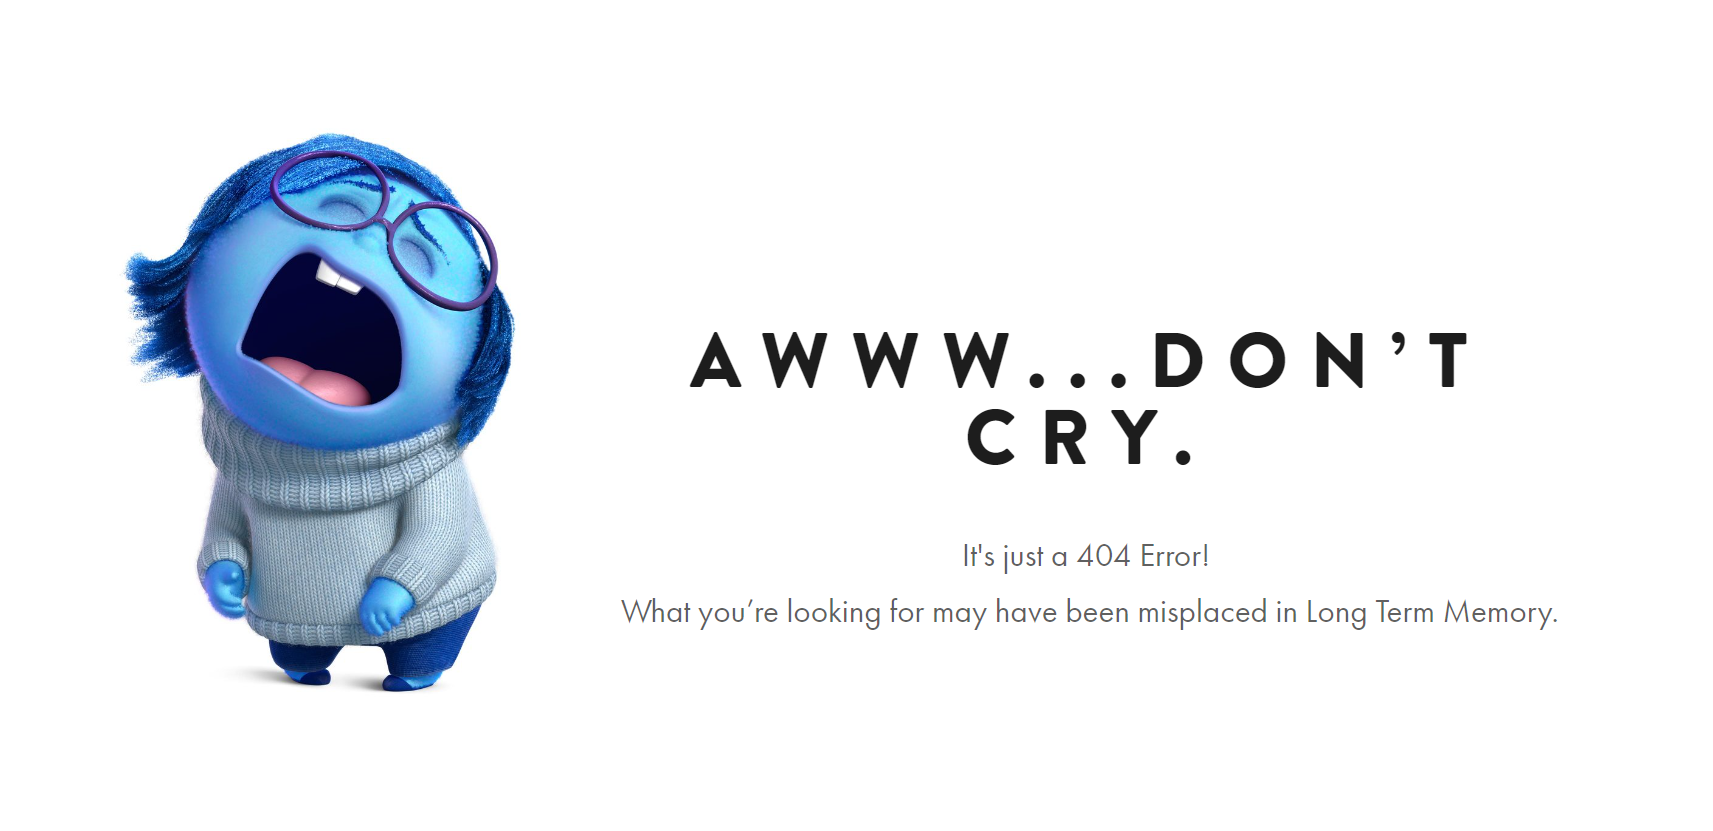 AWWW...DON’T
CRY.
It's just a 404 Error!
What you’re looking for may have been misplaced in Long Term Memory.